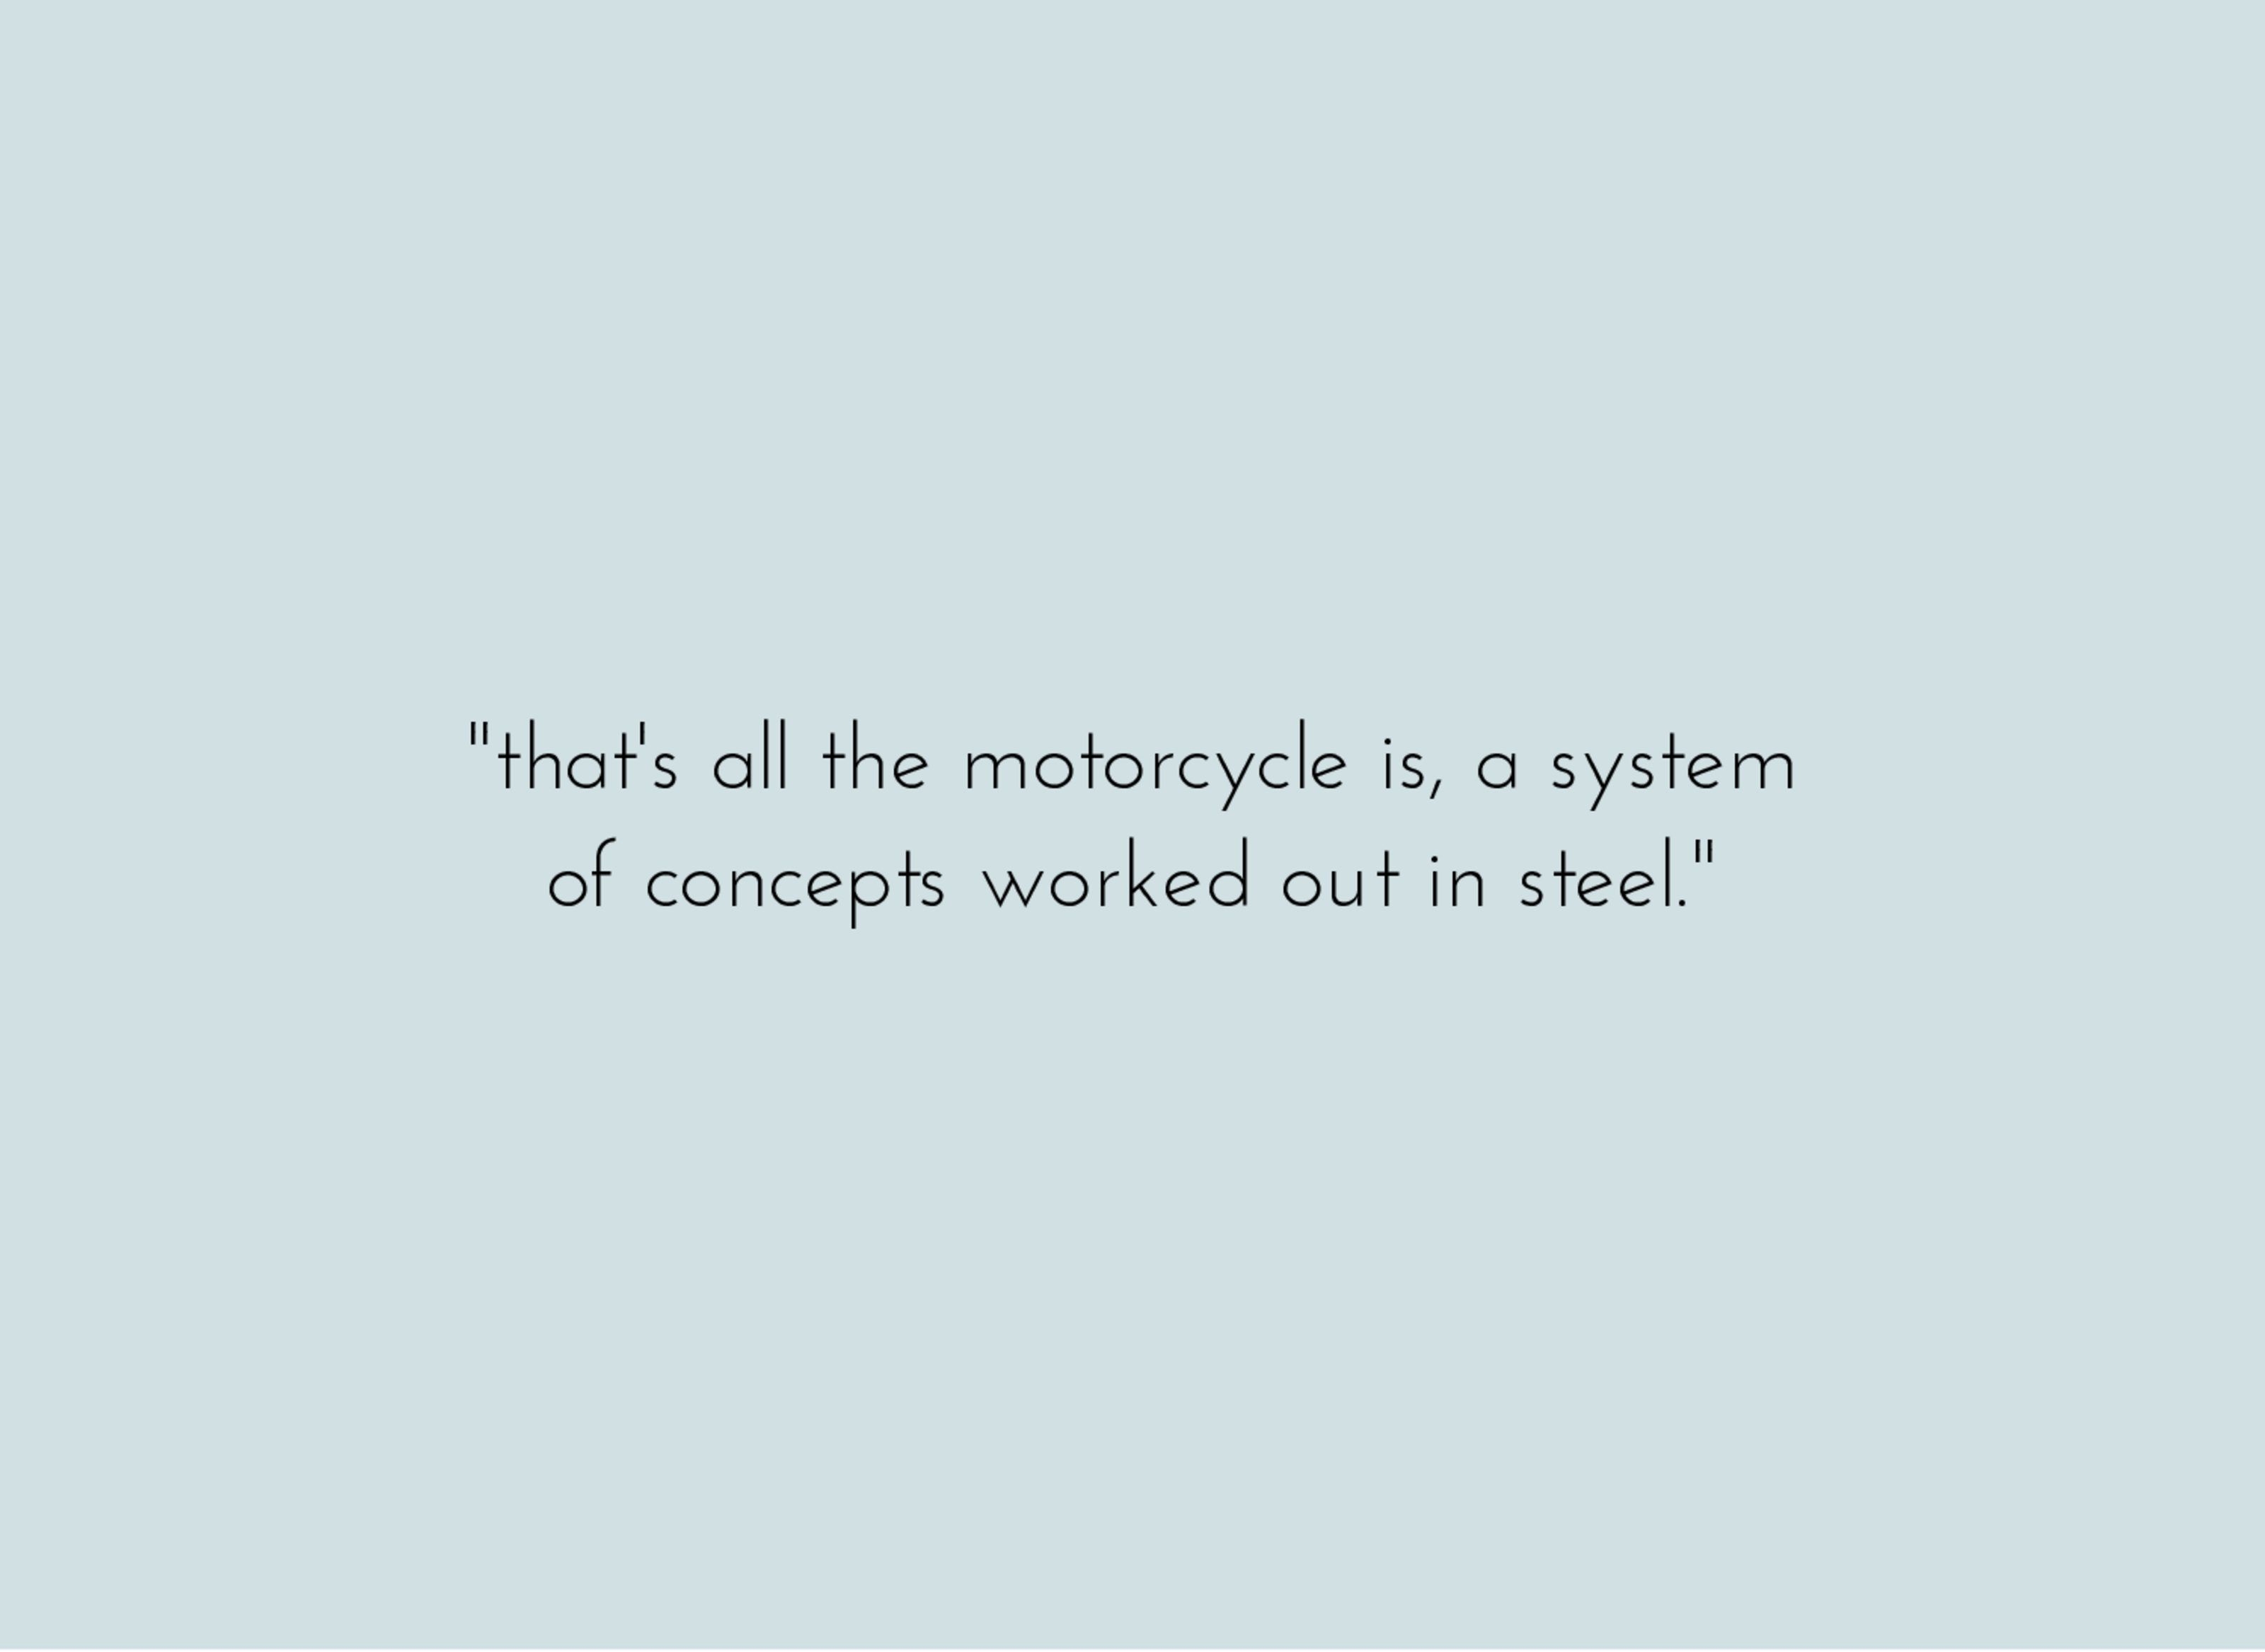 "that's all the motorcycle is, a system
of concepts worked out in steel."